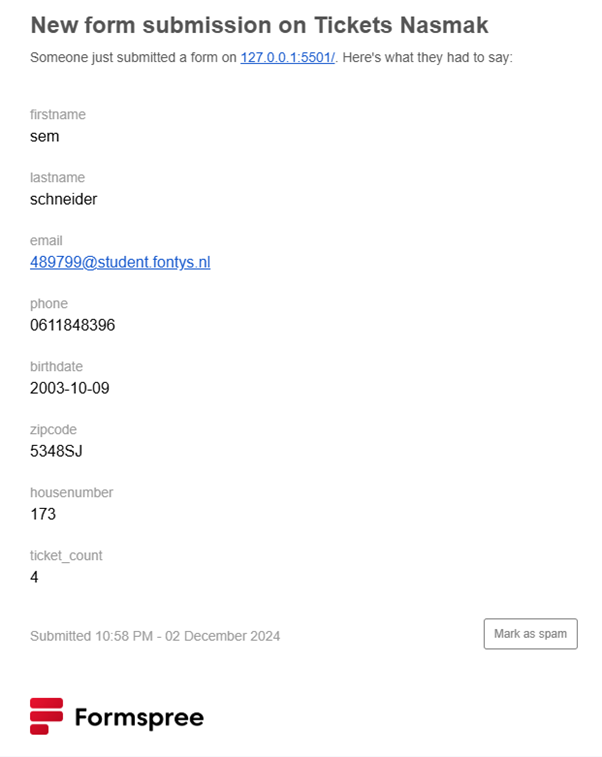 New form submission on Tickets Nasmak
Someone just submitted a form on 127.0.0.1:5501/. Here's what they had to say:
firstname
sem
lastname
schneider
email
489799@student.fontys.nl
phone
0611848396
birthdate
2003-10-09
zipcode
5348SJ
housenumber
173
ticket_count
4
Submitted 10:58 PM - 02 December 2024
Mark as spam
Formspree